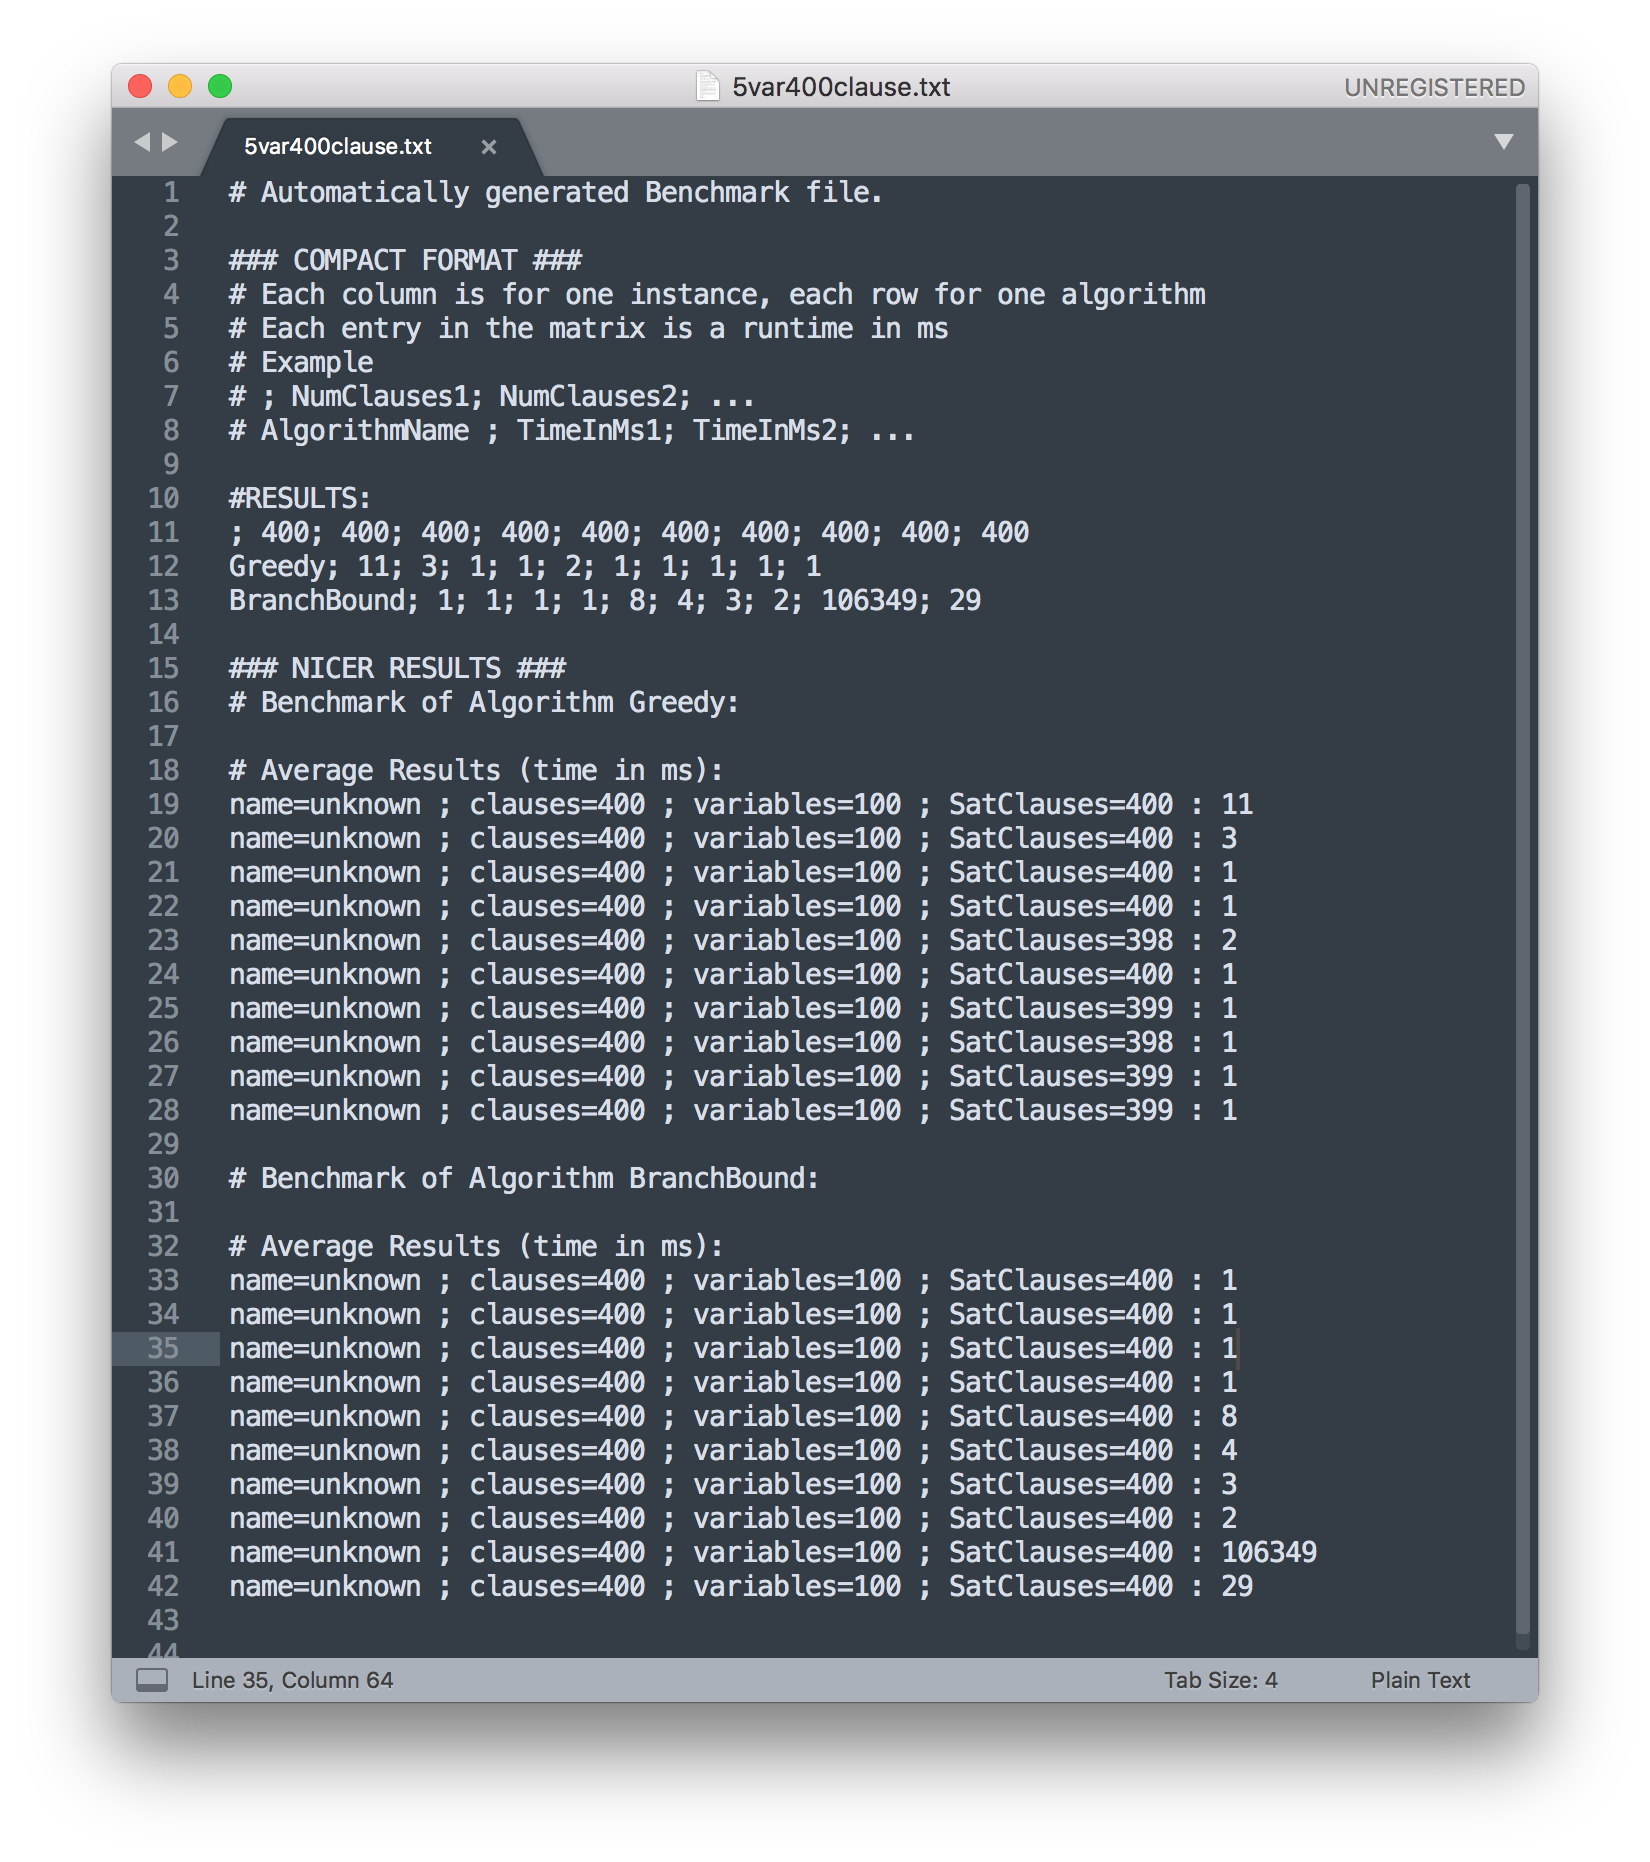 5var400clause.txt
UNREGISTERED
5var400clause.txt ×
1 # Automatically generated Benchmark file.
2
3 ### COMPACT FORMAT ###
4 # Each column is for one instance, each row for one algorithm
5 # Each entry in the matrix is a runtime in ms
6 # Example
7 # ; NumClauses1; NumClauses2; ...
8 # AlgorithmName ; TimeInMs1; TimeInMs2; ...
9
10 #RESULTS:
11 ; 400; 400; 400; 400; 400; 400; 400; 400; 400; 400
12 Greedy; 11; 3; 1; 1; 2; 1; 1; 1; 1; 1
13 BranchBound; 1; 1; 1; 1; 8; 4; 3; 2; 106349; 29
14
15 ### NICER RESULTS ###
16 # Benchmark of Algorithm Greedy:
17
18 # Average Results (time in ms):
19 name=unknown ; clauses=400 ; variables=100 ; SatClauses=400 : 11
20 name=unknown ; clauses=400 ; variables=100 ; SatClauses=400 : 3
21 name=unknown ; clauses=400 ; variables=100 ; SatClauses=400 : 1
22 name=unknown ; clauses=400 ; variables=100 ; SatClauses=400 : 1
23 name=unknown ; clauses=400 ; variables=100 ; SatClauses=398 : 2
24 name=unknown ; clauses=400 ; variables=100 ; SatClauses=400 : 1
25 name=unknown ; clauses=400 ; variables=100 ; SatClauses=399 : 1
26 name=unknown ; clauses=400 ; variables=100 ; SatClauses=398 : 1
27 name=unknown ; clauses=400 ; variables=100 ; SatClauses=399 : 1
28 name=unknown ; clauses=400 ; variables=100 ; SatClauses=399 : 1
29
30 # Benchmark of Algorithm BranchBound:
31
32 # Average Results (time in ms):
33 name=unknown ; clauses=400 ; variables=100 ; SatClauses=400 : 1
34 name=unknown ; clauses=400 ; variables=100 ; SatClauses=400 : 1
35 name=unknown ; clauses=400 ; variables=100 ; SatClauses=400 : 1
36 name=unknown ; clauses=400 ; variables=100 ; SatClauses=400 : 1
37 name=unknown ; clauses=400 ; variables=100 ; SatClauses=400 : 8
38 name=unknown ; clauses=400 ; variables=100 ; SatClauses=400 : 4
39 name=unknown ; clauses=400 ; variables=100 ; SatClauses=400 : 3
40 name=unknown ; clauses=400 ; variables=100 ; SatClauses=400 : 2
41 name=unknown ; clauses=400 ; variables=100 ; SatClauses=400 : 106349
42 name=unknown ; clauses=400 ; variables=100 ; SatClauses=400 : 29
43
44
Line 35, Column 64
Tab Size: 4
Plain Text